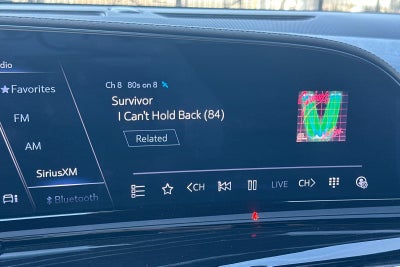 dio
Favorites
FM
AM
SiriusXM
Bluetooth
Ch 8 80s on 8
Survivor
I Can't Hold Back (84)
Related
<CH
LIVE
CH>